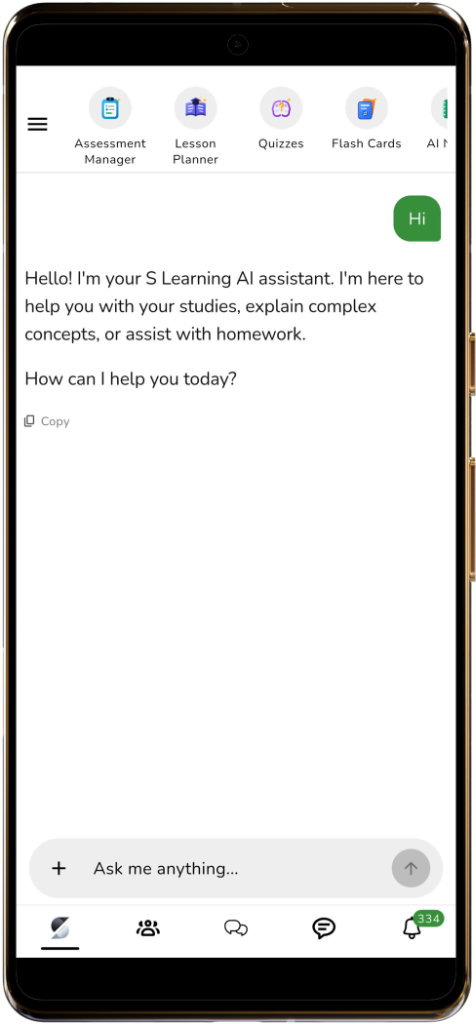 Assessment
Manager
Lesson
Planner
Quizzes
Flash Cards
AI
Hi
Hello! I'm your S Learning AI assistant. I'm here to
help you with your studies, explain complex
concepts, or assist with homework.
How can I help you today?
Copy
Ask me anything...
334